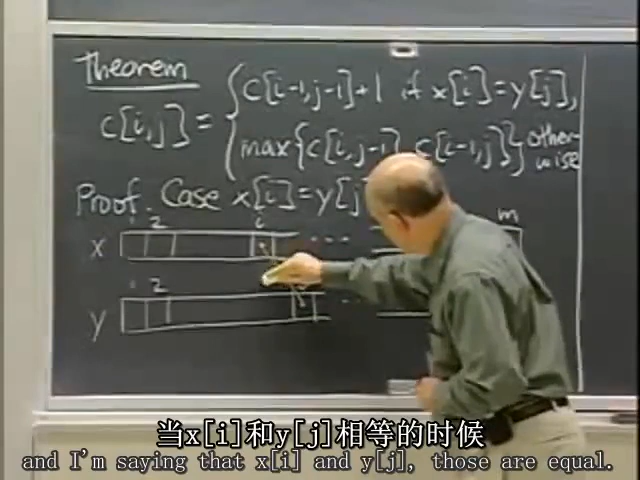 Theorem
c[i,j] = { c[i-1,j-1]+1 if x[i]=y[j],
max{c[i,j-1], c[i-1,j]} otherwise
Proof. Case x[i]=y[j
1 2 i ... m
x
1 2
y
当x[i]和y[j]相等的时候
and I'm saying that x[i] and y[j], those are equal.